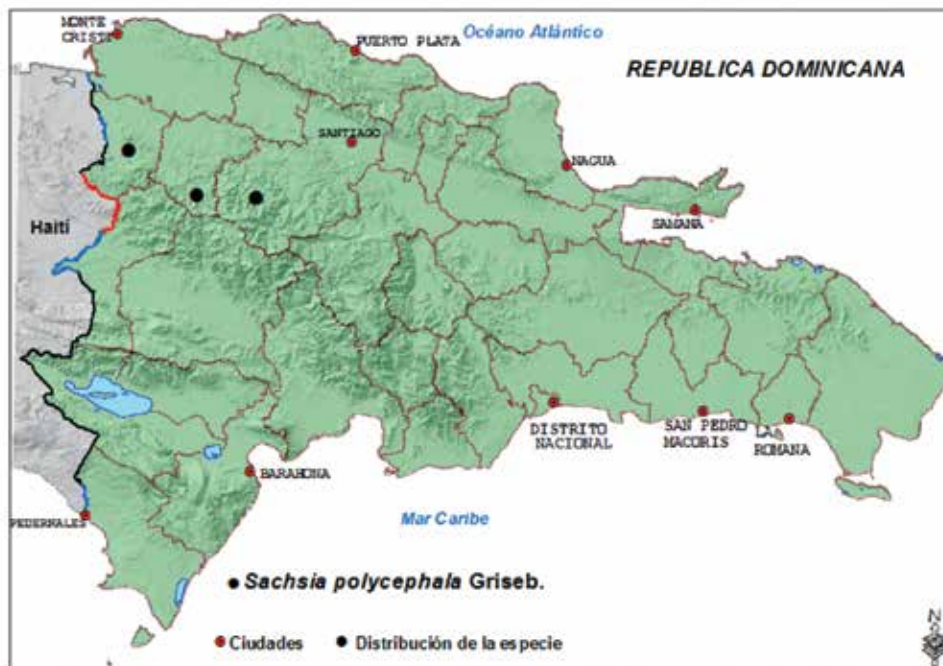 MONTE
CRISTI
PUERTO PLATA
Océano Atlántico
REPUBLICA DOMINICANA
SANTIAGO
NAGUA
SAMANA
Haití
DISTRITO
NACIONAL
SAN PEDRO
MACORIS
LA
ROMANA
BARAHONA
PEDERNALES
Mar Caribe
Sachsia polycephala Griseb.
Ciudades
Distribución de la especie
N